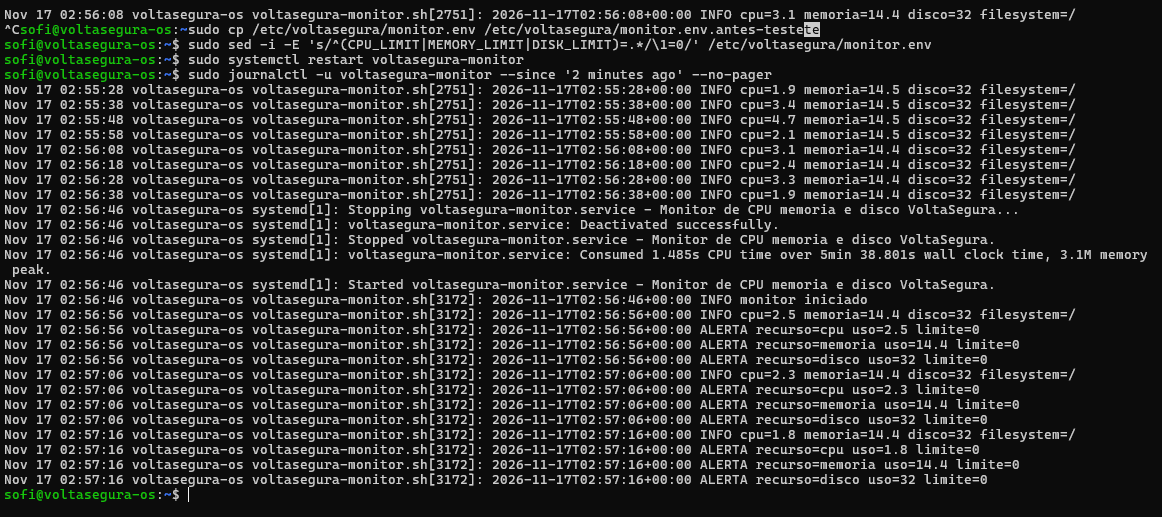 Nov 17 02:56:08 voltasegura-os voltasegura-monitor.sh[2751]: 2026-11-17T02:56:08+00:00 INFO cpu=3.1 memoria=14.4 disco=32 filesystem=/
^Csofi@voltasegura-os:~sudo cp /etc/voltasegura/monitor.env /etc/voltasegura/monitor.env.antes-testete
sofi@voltasegura-os:~$ sudo sed -i -E 's/^(CPU_LIMIT|MEMORY_LIMIT|DISK_LIMIT)=.*/\1=0/' /etc/voltasegura/monitor.env
sofi@voltasegura-os:~$ sudo systemctl restart voltasegura-monitor
sofi@voltasegura-os:~$ sudo journalctl -u voltasegura-monitor --since '2 minutes ago' --no-pager
Nov 17 02:55:28 voltasegura-os voltasegura-monitor.sh[2751]: 2026-11-17T02:55:28+00:00 INFO cpu=1.9 memoria=14.5 disco=32 filesystem=/
Nov 17 02:55:38 voltasegura-os voltasegura-monitor.sh[2751]: 2026-11-17T02:55:38+00:00 INFO cpu=3.4 memoria=14.5 disco=32 filesystem=/
Nov 17 02:55:48 voltasegura-os voltasegura-monitor.sh[2751]: 2026-11-17T02:55:48+00:00 INFO cpu=4.7 memoria=14.5 disco=32 filesystem=/
Nov 17 02:55:58 voltasegura-os voltasegura-monitor.sh[2751]: 2026-11-17T02:55:58+00:00 INFO cpu=2.1 memoria=14.5 disco=32 filesystem=/
Nov 17 02:56:08 voltasegura-os voltasegura-monitor.sh[2751]: 2026-11-17T02:56:08+00:00 INFO cpu=3.1 memoria=14.4 disco=32 filesystem=/
Nov 17 02:56:18 voltasegura-os voltasegura-monitor.sh[2751]: 2026-11-17T02:56:18+00:00 INFO cpu=2.4 memoria=14.4 disco=32 filesystem=/
Nov 17 02:56:28 voltasegura-os voltasegura-monitor.sh[2751]: 2026-11-17T02:56:28+00:00 INFO cpu=3.3 memoria=14.4 disco=32 filesystem=/
Nov 17 02:56:38 voltasegura-os voltasegura-monitor.sh[2751]: 2026-11-17T02:56:38+00:00 INFO cpu=1.9 memoria=14.4 disco=32 filesystem=/
Nov 17 02:56:46 voltasegura-os systemd[1]: Stopping voltasegura-monitor.service - Monitor de CPU memoria e disco VoltaSegura...
Nov 17 02:56:46 voltasegura-os systemd[1]: voltasegura-monitor.service: Deactivated successfully.
Nov 17 02:56:46 voltasegura-os systemd[1]: Stopped voltasegura-monitor.service - Monitor de CPU memoria e disco VoltaSegura.
Nov 17 02:56:46 voltasegura-os systemd[1]: voltasegura-monitor.service: Consumed 1.485s CPU time over 5min 38.801s wall clock time, 3.1M memory
peak.
Nov 17 02:56:46 voltasegura-os systemd[1]: Started voltasegura-monitor.service - Monitor de CPU memoria e disco VoltaSegura.
Nov 17 02:56:46 voltasegura-os voltasegura-monitor.sh[3172]: 2026-11-17T02:56:46+00:00 INFO monitor iniciado
Nov 17 02:56:56 voltasegura-os voltasegura-monitor.sh[3172]: 2026-11-17T02:56:56+00:00 INFO cpu=2.5 memoria=14.4 disco=32 filesystem=/
Nov 17 02:56:56 voltasegura-os voltasegura-monitor.sh[3172]: 2026-11-17T02:56:56+00:00 ALERTA recurso=cpu uso=2.5 limite=0
Nov 17 02:56:56 voltasegura-os voltasegura-monitor.sh[3172]: 2026-11-17T02:56:56+00:00 ALERTA recurso=memoria uso=14.4 limite=0
Nov 17 02:56:56 voltasegura-os voltasegura-monitor.sh[3172]: 2026-11-17T02:56:56+00:00 ALERTA recurso=disco uso=32 limite=0
Nov 17 02:57:06 voltasegura-os voltasegura-monitor.sh[3172]: 2026-11-17T02:57:06+00:00 INFO cpu=2.3 memoria=14.4 disco=32 filesystem=/
Nov 17 02:57:06 voltasegura-os voltasegura-monitor.sh[3172]: 2026-11-17T02:57:06+00:00 ALERTA recurso=cpu uso=2.3 limite=0
Nov 17 02:57:06 voltasegura-os voltasegura-monitor.sh[3172]: 2026-11-17T02:57:06+00:00 ALERTA recurso=memoria uso=14.4 limite=0
Nov 17 02:57:06 voltasegura-os voltasegura-monitor.sh[3172]: 2026-11-17T02:57:06+00:00 ALERTA recurso=disco uso=32 limite=0
Nov 17 02:57:16 voltasegura-os voltasegura-monitor.sh[3172]: 2026-11-17T02:57:16+00:00 INFO cpu=1.8 memoria=14.4 disco=32 filesystem=/
Nov 17 02:57:16 voltasegura-os voltasegura-monitor.sh[3172]: 2026-11-17T02:57:16+00:00 ALERTA recurso=cpu uso=1.8 limite=0
Nov 17 02:57:16 voltasegura-os voltasegura-monitor.sh[3172]: 2026-11-17T02:57:16+00:00 ALERTA recurso=memoria uso=14.4 limite=0
Nov 17 02:57:16 voltasegura-os voltasegura-monitor.sh[3172]: 2026-11-17T02:57:16+00:00 ALERTA recurso=disco uso=32 limite=0
sofi@voltasegura-os:~$